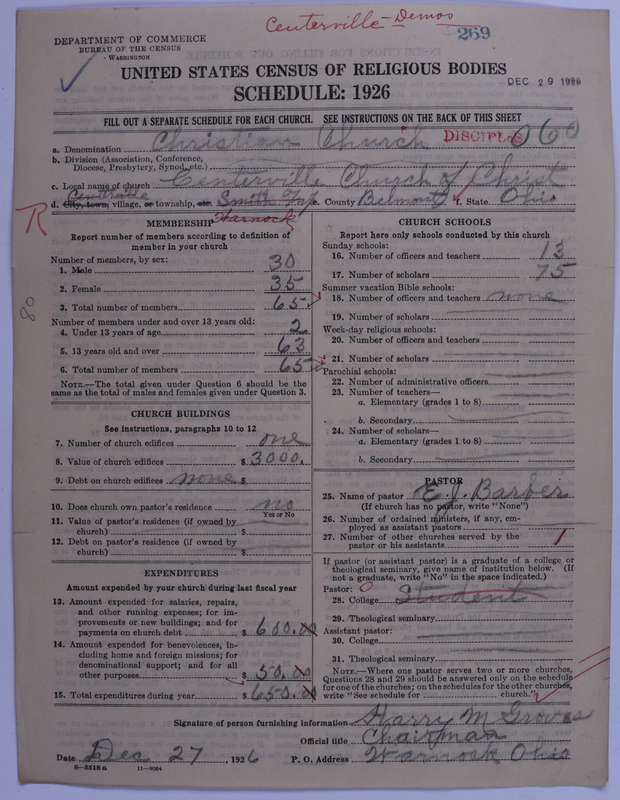 Centerville - Demos
269
DEPARTMENT OF COMMERCE
BUREAU OF THE CENSUS
WASHINGTON
UNITED STATES CENSUS OF RELIGIOUS BODIES
DEC 29 1926
SCHEDULE: 1926
FILL OUT A SEPARATE SCHEDULE FOR EACH CHURCH. SEE INSTRUCTIONS ON THE BACK OF THIS SHEET
a. Denomination Christian Church DISCIPLES 060
b. Division (Association, Conference,
Diocese, Presbytery, Synod, etc.)
c. Local name of church Centerville Church of Christ
d. City, town, village, or township, etc. Smith e. County Belmont f. State Ohio
Warnock
R
80
MEMBERSHIP
Report number of members according to definition of
member in your church
Number of members, by sex:
1. Male 30
2. Female 35
3. Total number of members 65
Number of members under and over 13 years old:
4. Under 13 years of age 2
5. 13 years old and over 63
6. Total number of members 65
NOTE.—The total given under Question 6 should be the
same as the total of males and females given under Question 3.
CHURCH BUILDINGS
See instructions, paragraphs 10 to 12
7. Number of church edifices one
8. Value of church edifices $3000.
9. Debt on church edifices none $
10. Does church own pastor's residence no
Yes or No
11. Value of pastor's residence (if owned by
church) $
12. Debt on pastor's residence (if owned by
church) $
EXPENDITURES
Amount expended by your church during last fiscal year
13. Amount expended for salaries, repairs,
and other running expenses; for im-
provements or new buildings; and for
payments on church debt $ 600.00
14. Amount expended for benevolences, in-
cluding home and foreign missions; for
denominational support; and for all
other purposes $ 50.00
15. Total expenditures during year $ 650.00
CHURCH SCHOOLS
Report here only schools conducted by this church
Sunday schools:
16. Number of officers and teachers 13
17. Number of scholars 75
Summer vacation Bible schools:
18. Number of officers and teachers none
19. Number of scholars
Week-day religious schools:
20. Number of officers and teachers
21. Number of scholars
Parochial schools:
22. Number of administrative officers
23. Number of teachers—
a. Elementary (grades 1 to 8)
b. Secondary
24. Number of scholars—
a. Elementary (grades 1 to 8)
b. Secondary
PASTOR
25. Name of pastor E. J. Barber
(If church has no pastor, write "None")
26. Number of ordained ministers, if any, em-
ployed as assistant pastors
27. Number of other churches served by the
pastor or his assistants 1
If pastor (or assistant pastor) is a graduate of a college or
theological seminary, give name of institution below. (If
not a graduate, write "No" in the space indicated.)
Pastor: 0
28. College Student
29. Theological seminary
Assistant pastor:
30. College
31. Theological seminary
NOTE.—Where one pastor serves two or more churches,
Questions 28 and 29 should be answered only on the schedule
for one of the churches; on the schedules for the other churches,
write "See schedule for church."
Signature of person furnishing information Harry M Groves
Official title Chairman
Date Dec 27, 1926 P. O. Address Warnock Ohio
8—5518 a 11—9064